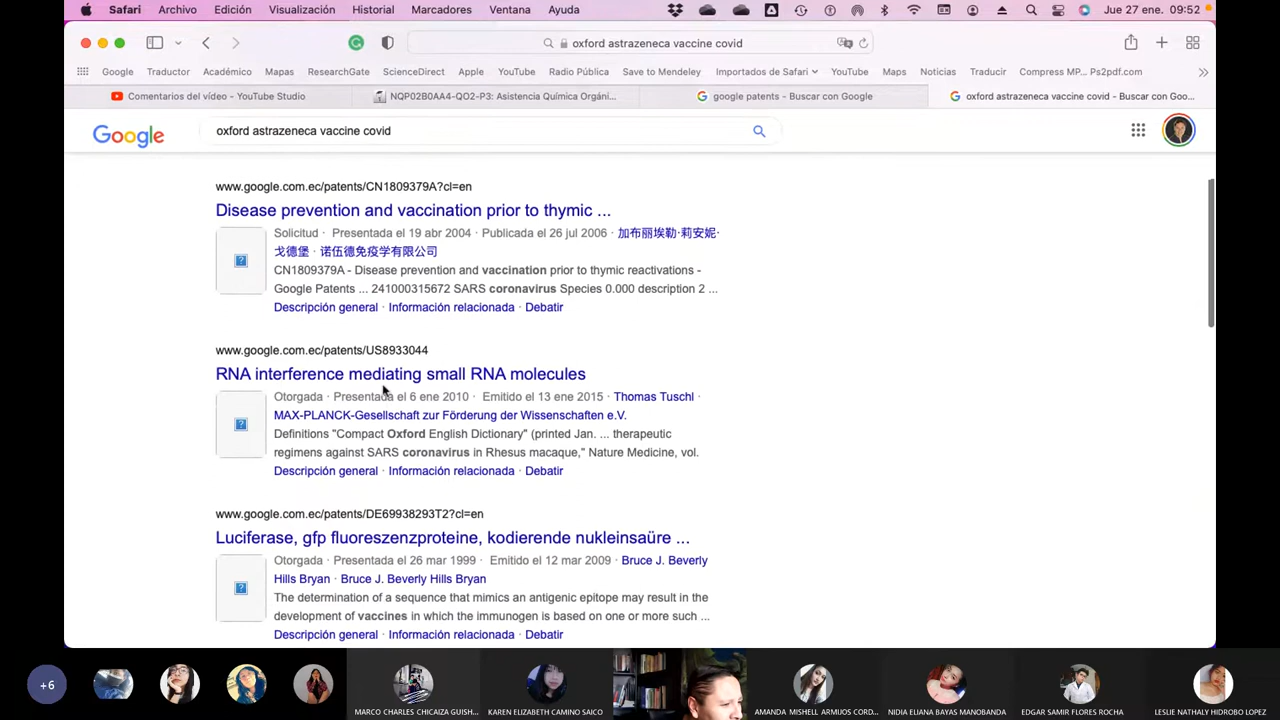 Safari Archivo Edición Visualización Historial Marcadores Ventana Ayuda Jue 27 ene. 09:52
oxford astrazeneca vaccine covid
Google Traductor Académico Mapas ResearchGate ScienceDirect Apple YouTube Radio Pública Save to Mendeley Importados de Safari YouTube Maps Noticias Traducir Compress MP... Ps2pdf.com
Comentarios del vídeo - YouTube Studio NQP02B0AA4-QO2-P3: Asistencia Química Orgáni... google patents - Buscar con Google oxford astrazeneca vaccine covid - Buscar con Goo...
Google oxford astrazeneca vaccine covid
www.google.com.ec/patents/CN1809379A?cl=en
Disease prevention and vaccination prior to thymic ...
Solicitud · Presentada el 19 abr 2004 · Publicada el 26 jul 2006 · 加布丽埃勒·莉安妮·
戈德堡 · 诺伍德免疫学有限公司
CN1809379A - Disease prevention and vaccination prior to thymic reactivations -
Google Patents ... 241000315672 SARS coronavirus Species 0.000 description 2 ...
Descripción general · Información relacionada · Debatir
www.google.com.ec/patents/US8933044
RNA interference mediating small RNA molecules
Otorgada · Presentada el 6 ene 2010 · Emitido el 13 ene 2015 · Thomas Tuschl ·
MAX-PLANCK-Gesellschaft zur Förderung der Wissenschaften e.V.
Definitions "Compact Oxford English Dictionary" (printed Jan. ... therapeutic
regimens against SARS coronavirus in Rhesus macaque," Nature Medicine, vol.
Descripción general · Información relacionada · Debatir
www.google.com.ec/patents/DE69938293T2?cl=en
Luciferase, gfp fluoreszenzproteine, kodierende nukleinsaüre ...
Otorgada · Presentada el 26 mar 1999 · Emitido el 12 mar 2009 · Bruce J. Beverly
Hills Bryan · Bruce J. Beverly Hills Bryan
The determination of a sequence that mimics an antigenic epitope may result in the
development of vaccines in which the immunogen is based on one or more such ...
Descripción general · Información relacionada · Debatir
+6 MARCO CHARLES CHICAIZA GUISH... KAREN ELIZABETH CAMINO SAICO AMANDA MISHELL ARMIJOS CORD... NIDIA ELIANA BAYAS MANOBANDA EDGAR SAMIR FLORES ROCHA LESLIE NATHALY HIDROBO LOPEZ